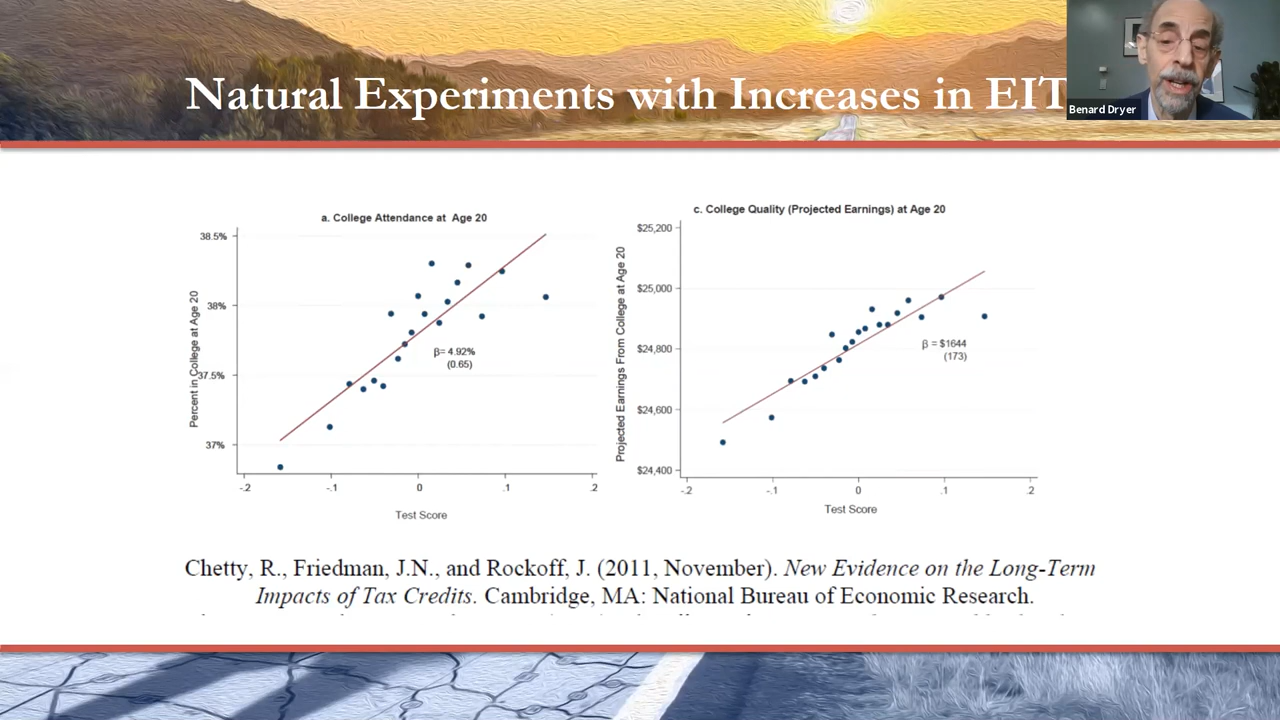 Natural Experiments with Increases in EIT
Benard Dryer
a. College Attendance at Age 20
Percent in College at Age 20
38.5%
38%
37.5%
37%
β= 4.92%
(0.65)
-.2 -.1 0 .1 .2
Test Score
c. College Quality (Projected Earnings) at Age 20
Projected Earnings From College at Age 20
$25,200
$25,000
$24,800
$24,600
$24,400
β = $1644
(173)
-.2 -.1 0 .1 .2
Test Score
Chetty, R., Friedman, J.N., and Rockoff, J. (2011, November). New Evidence on the Long-Term
Impacts of Tax Credits. Cambridge, MA: National Bureau of Economic Research.